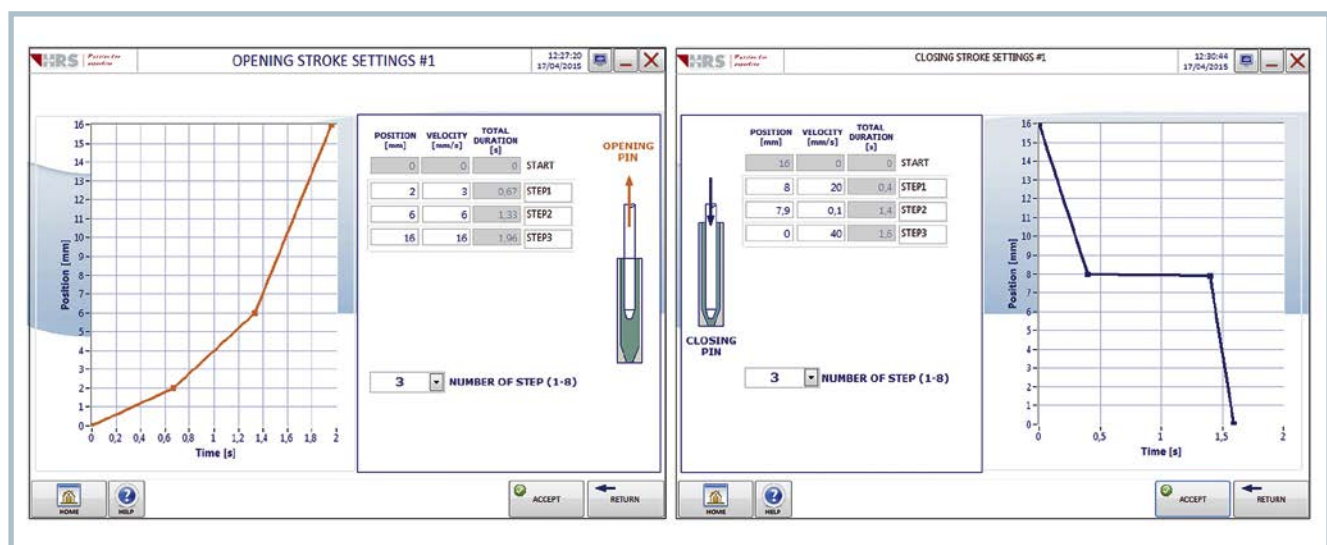 HRS Passion for expertise
OPENING STROKE SETTINGS #1
12:27:20
17/04/2015
16
15
14
13
12
11
10
9
8
7
6
5
4
3
2
1
0
Position [mm]
0 0,2 0,4 0,6 0,8 1 1,2 1,4 1,6 1,8 2
Time [s]
POSITION [mm] VELOCITY [mm/s] TOTAL DURATION [s]
0 0 0 START
2 3 0,67 STEP1
6 6 1,33 STEP2
16 16 1,96 STEP3
OPENING
PIN
3 NUMBER OF STEP (1-8)
HOME
HELP
ACCEPT
RETURN
HRS Passion for expertise
CLOSING STROKE SETTINGS #1
12:30:44
17/04/2015
POSITION [mm] VELOCITY [mm/s] TOTAL DURATION [s]
16 0 0 START
8 20 0,4 STEP1
7,9 0,1 1,4 STEP2
0 40 1,6 STEP3
CLOSING
PIN
3 NUMBER OF STEP (1-8)
16
15
14
13
12
11
10
9
8
7
6
5
4
3
2
1
0
Position [mm]
0 0,5 1 1,5 2
Time [s]
HOME
HELP
ACCEPT
RETURN